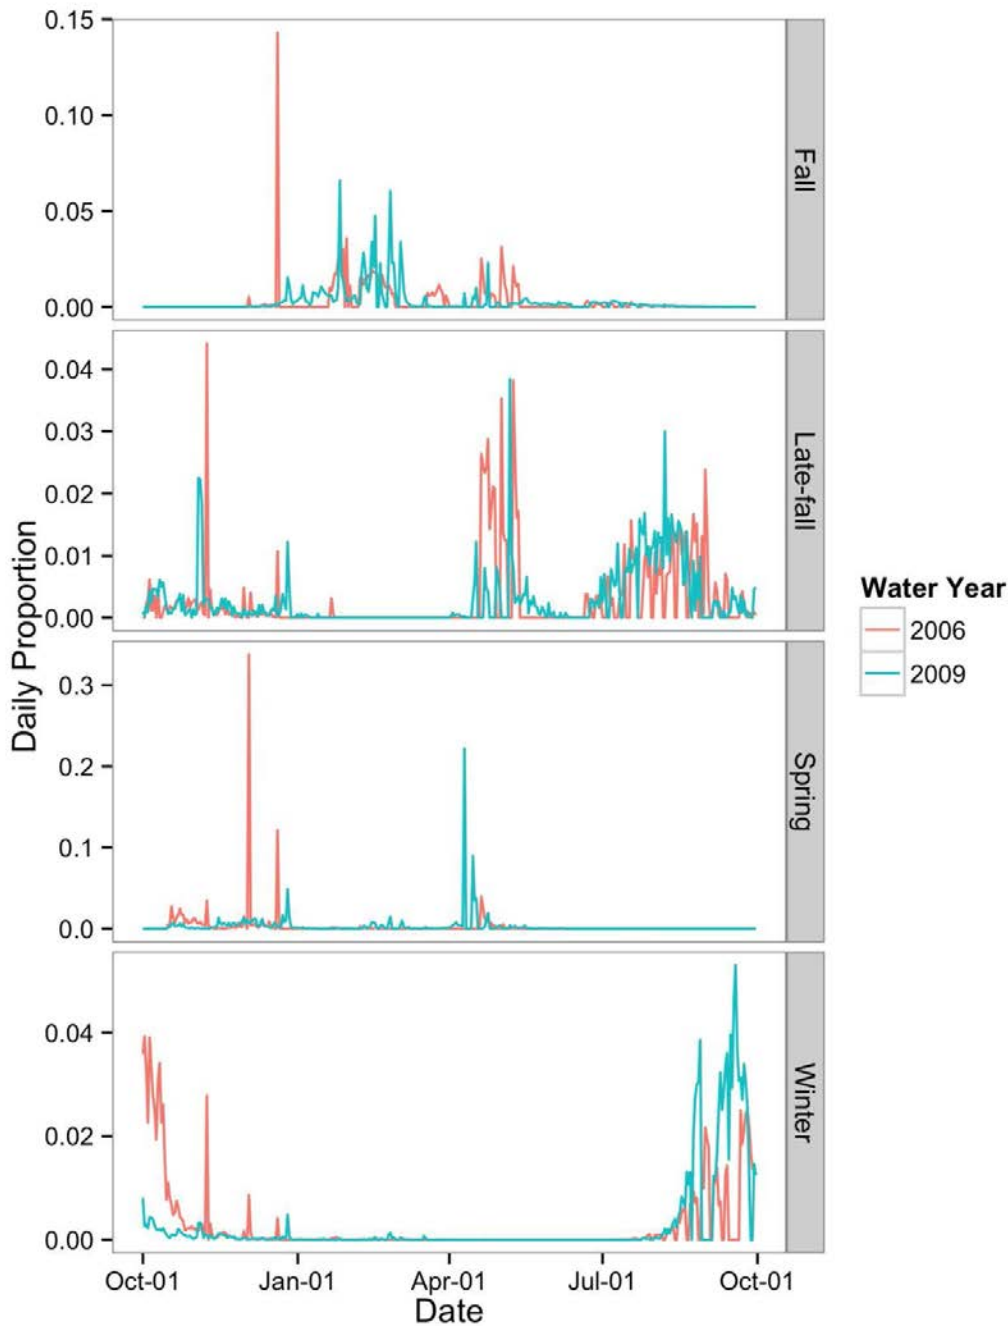 0.15
0.10
0.05
0.00
Fall
0.04
0.03
0.02
0.01
0.00
Late-fall
0.3
0.2
0.1
0.0
Spring
0.04
0.02
0.00
Winter
Daily Proportion
Oct-01 Jan-01 Apr-01 Jul-01 Oct-01
Date
Water Year
2006
2009